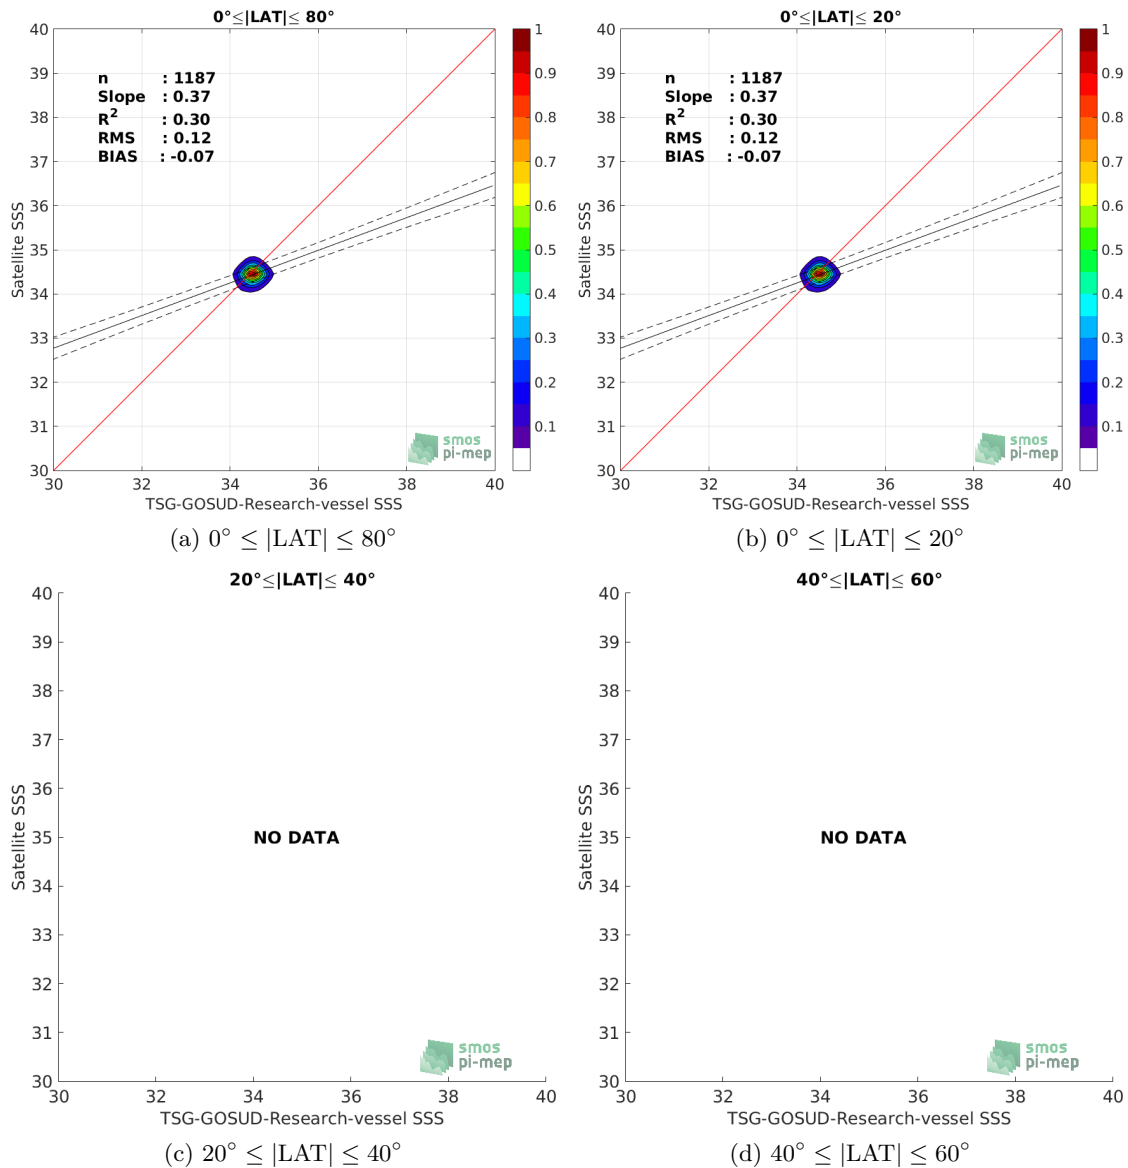 0°≤|LAT|≤ 80°
40
39
38
37
36
35
34
33
32
31
30
Satellite SSS
n : 1187
Slope : 0.37
R² : 0.30
RMS : 0.12
BIAS : -0.07
smos
pi-mep
30 32 34 36 38 40
TSG-GOSUD-Research-vessel SSS
1
0.9
0.8
0.7
0.6
0.5
0.4
0.3
0.2
0.1
(a) 0° ≤ |LAT| ≤ 80°
0°≤|LAT|≤ 20°
40
39
38
37
36
35
34
33
32
31
30
Satellite SSS
n : 1187
Slope : 0.37
R² : 0.30
RMS : 0.12
BIAS : -0.07
smos
pi-mep
30 32 34 36 38 40
TSG-GOSUD-Research-vessel SSS
1
0.9
0.8
0.7
0.6
0.5
0.4
0.3
0.2
0.1
(b) 0° ≤ |LAT| ≤ 20°
20°≤|LAT|≤ 40°
40
39
38
37
36
35
34
33
32
31
30
Satellite SSS
NO DATA
smos
pi-mep
30 32 34 36 38 40
TSG-GOSUD-Research-vessel SSS
(c) 20° ≤ |LAT| ≤ 40°
40°≤|LAT|≤ 60°
40
39
38
37
36
35
34
33
32
31
30
Satellite SSS
NO DATA
smos
pi-mep
30 32 34 36 38 40
TSG-GOSUD-Research-vessel SSS
(d) 40° ≤ |LAT| ≤ 60°